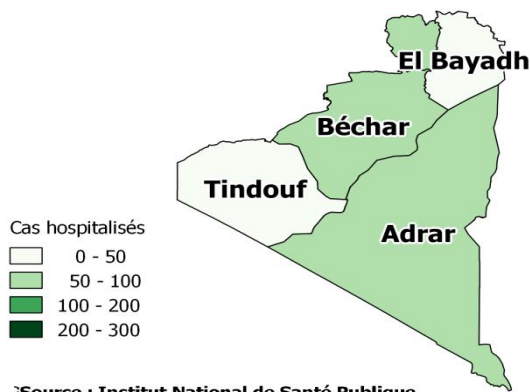 El Bayadh
Béchar
Tindouf
Adrar
Cas hospitalisés
0 - 50
50 - 100
100 - 200
200 - 300
Source : Institut National de Santé Publique